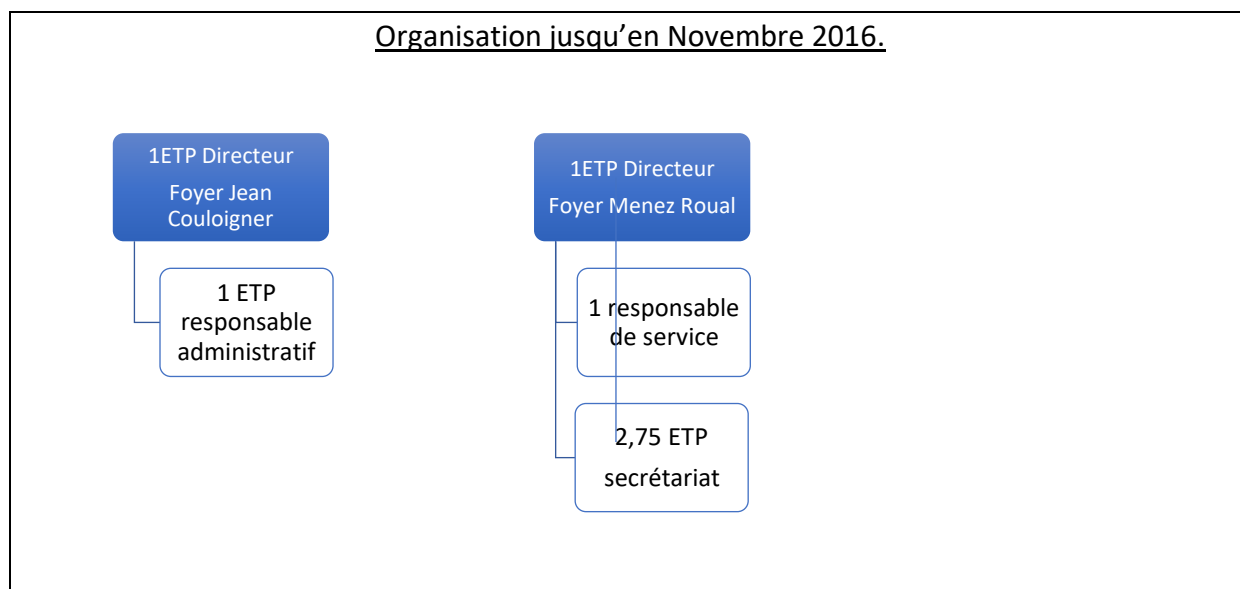 Organisation jusqu’en Novembre 2016.
1ETP Directeur
Foyer Jean
Couloigner
1 ETP
responsable
administratif
1ETP Directeur
Foyer Menez Roual
1 responsable
de service
2,75 ETP
secrétariat